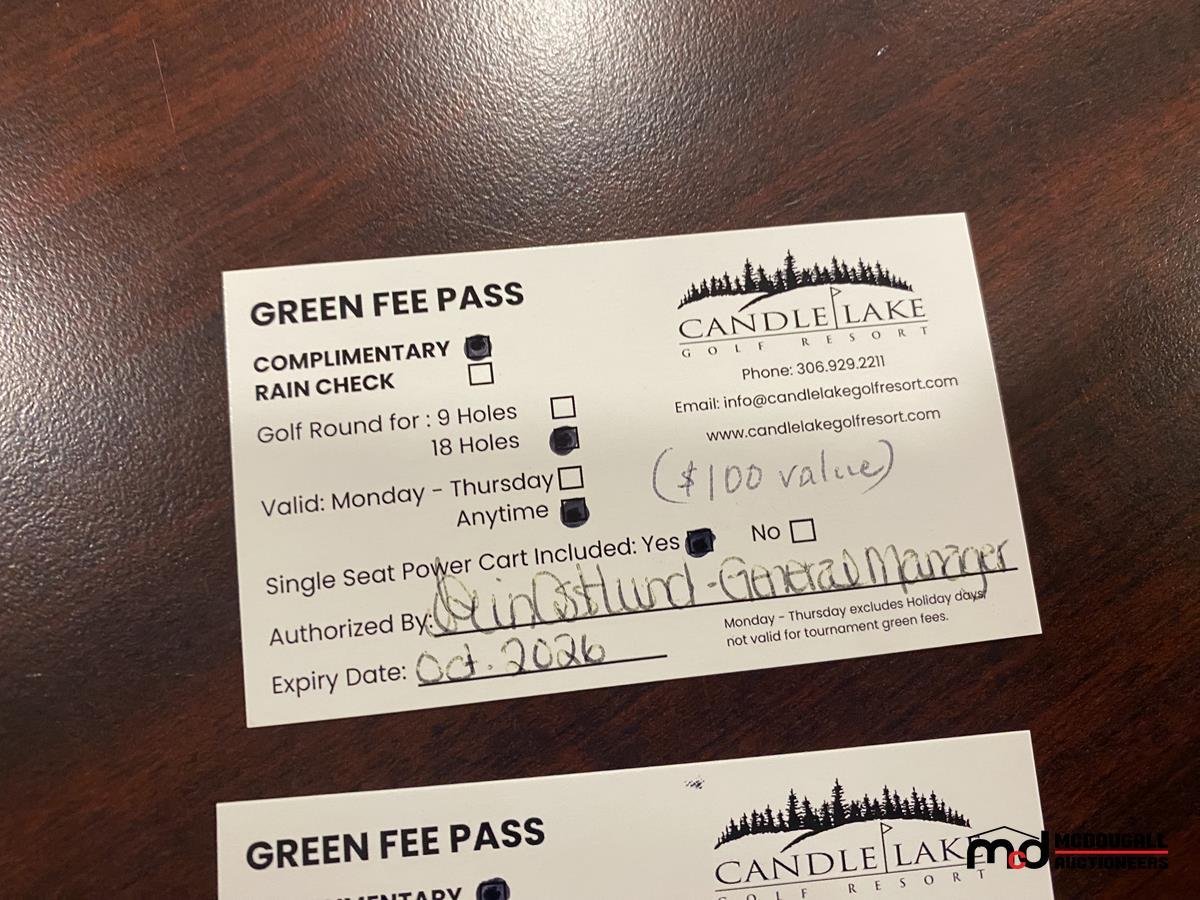 GREEN FEE PASS
COMPLIMENTARY
RAIN CHECK
Golf Round for : 9 Holes
18 Holes
Valid: Monday - Thursday
Anytime
Single Seat Power Cart Included: Yes No
Authorized By: Ostlund - General Manager
Expiry Date: Oct. 2026
CANDLE LAKE
GOLF RESORT
Phone: 306.929.2211
Email: info@candlelakegolfresort.com
www.candlelakegolfresort.com
($100 value)
Monday - Thursday excludes Holiday days/
not valid for tournament green fees.
GREEN FEE PASS
COMPLIMENTARY
CANDLE LAKE
GOLF RESORT
mcd MCDOUGALL
AUCTIONEERS